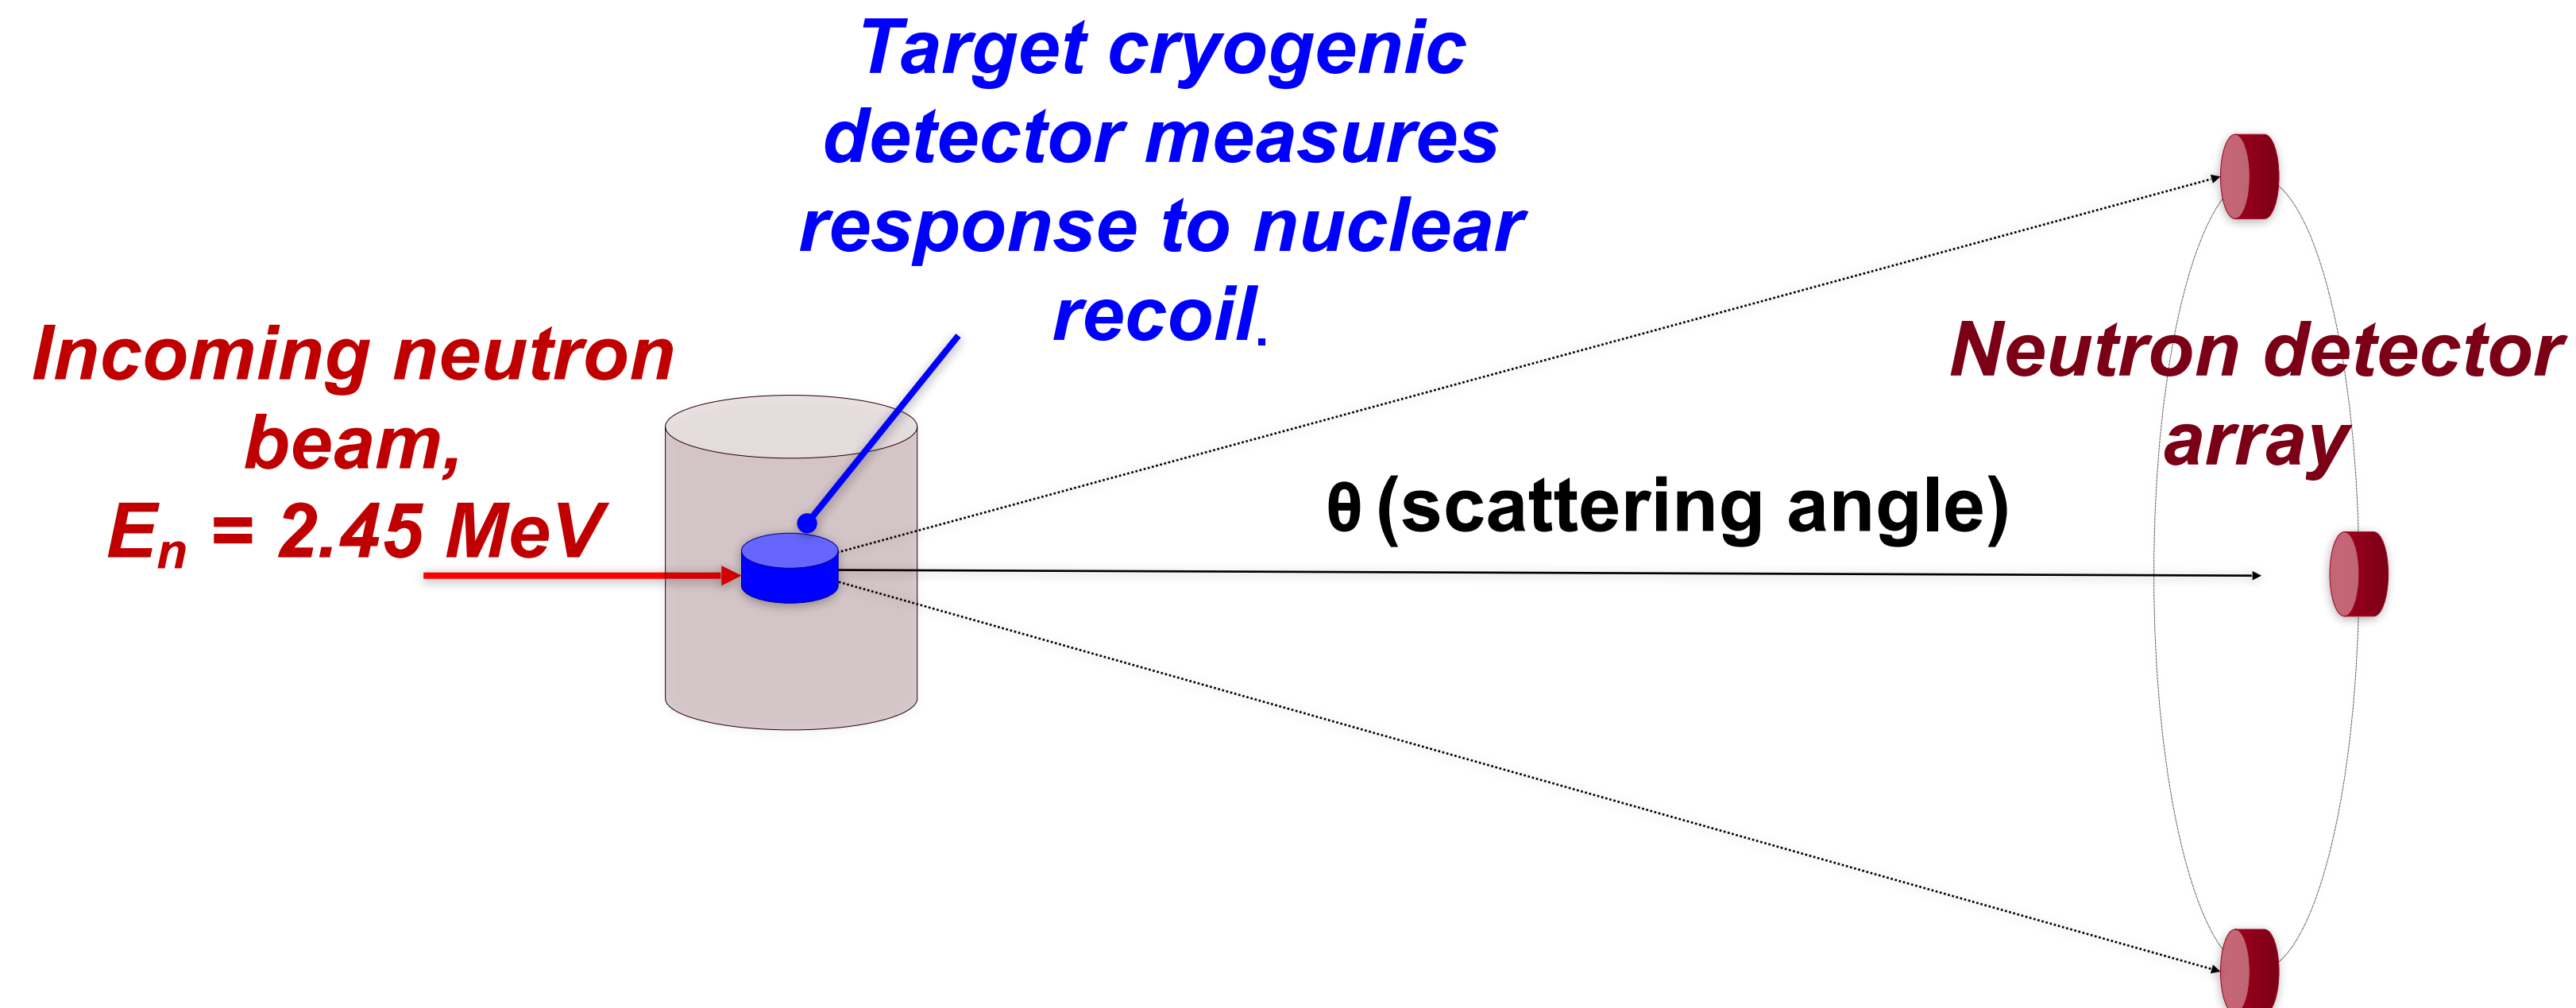 Target cryogenic
detector measures
response to nuclear
recoil.
Incoming neutron
beam,
Eₙ = 2.45 MeV
Neutron detector
array
θ (scattering angle)